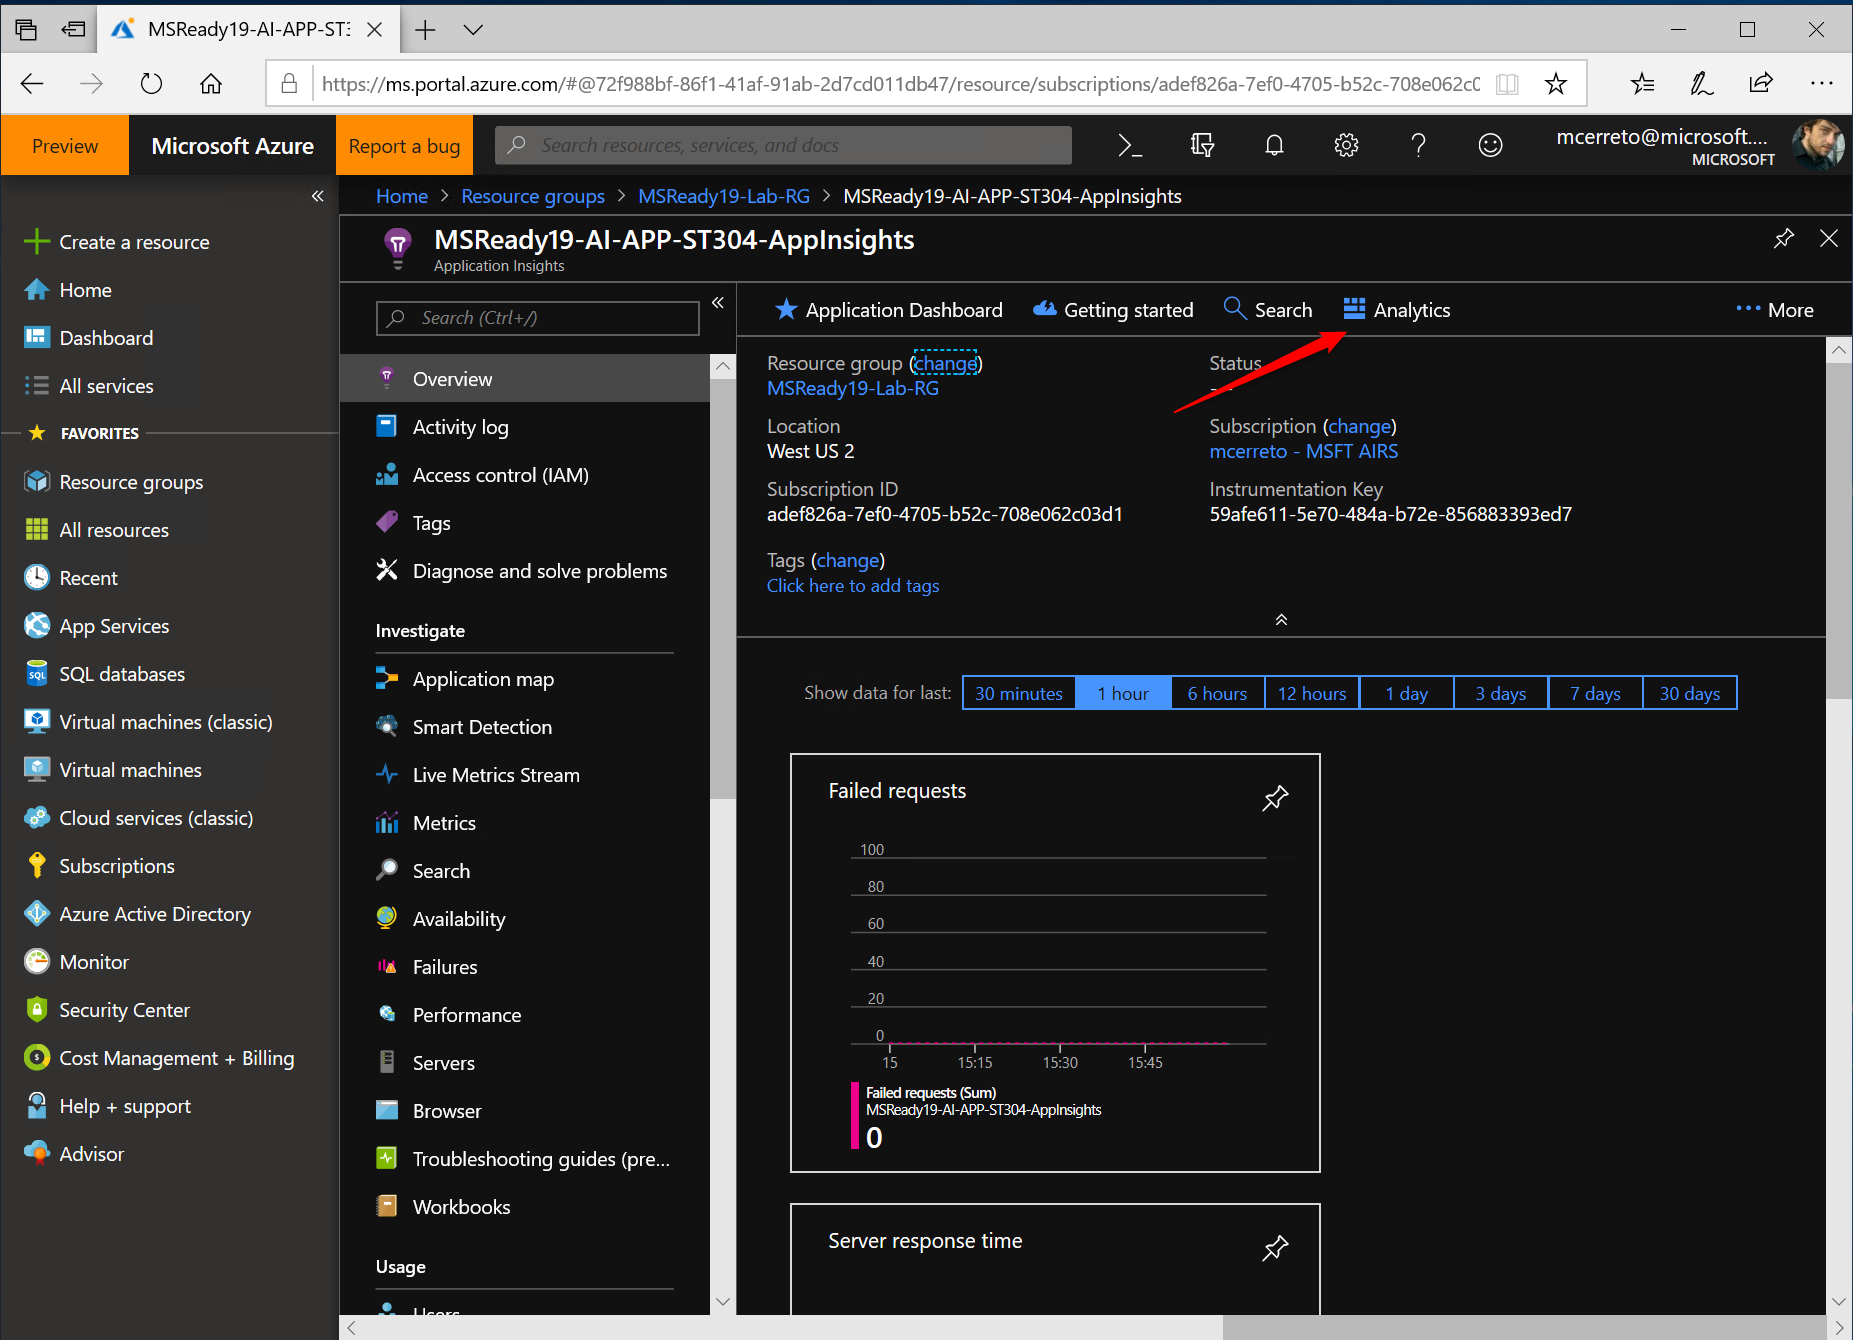 MSReady19-AI-APP-ST3
https://ms.portal.azure.com/#@72f988bf-86f1-41af-91ab-2d7cd011db47/resource/subscriptions/adef826a-7ef0-4705-b52c-708e062c0
Preview
Microsoft Azure
Report a bug
Search resources, services, and docs
mcerreto@microsoft....
MICROSOFT
Home > Resource groups > MSReady19-Lab-RG > MSReady19-AI-APP-ST304-AppInsights
MSReady19-AI-APP-ST304-AppInsights
Application Insights
Create a resource
Home
Dashboard
All services
FAVORITES
Resource groups
All resources
Recent
App Services
SQL databases
Virtual machines (classic)
Virtual machines
Cloud services (classic)
Subscriptions
Azure Active Directory
Monitor
Security Center
Cost Management + Billing
Help + support
Advisor
Search (Ctrl+/)
Overview
Activity log
Access control (IAM)
Tags
Diagnose and solve problems
Investigate
Application map
Smart Detection
Live Metrics Stream
Metrics
Search
Availability
Failures
Performance
Servers
Browser
Troubleshooting guides (pre...
Workbooks
Usage
Users
Application Dashboard
Getting started
Search
Analytics
More
Resource group (change)
MSReady19-Lab-RG
Location
West US 2
Subscription ID
adef826a-7ef0-4705-b52c-708e062c03d1
Tags (change)
Click here to add tags
Status
---
Subscription (change)
mcerreto - MSFT AIRS
Instrumentation Key
59afe611-5e70-484a-b72e-856883393ed7
Show data for last:
30 minutes
1 hour
6 hours
12 hours
1 day
3 days
7 days
30 days
Failed requests
100
80
60
40
20
0
15
15:15
15:30
15:45
Failed requests (Sum)
MSReady19-AI-APP-ST304-AppInsights
0
Server response time